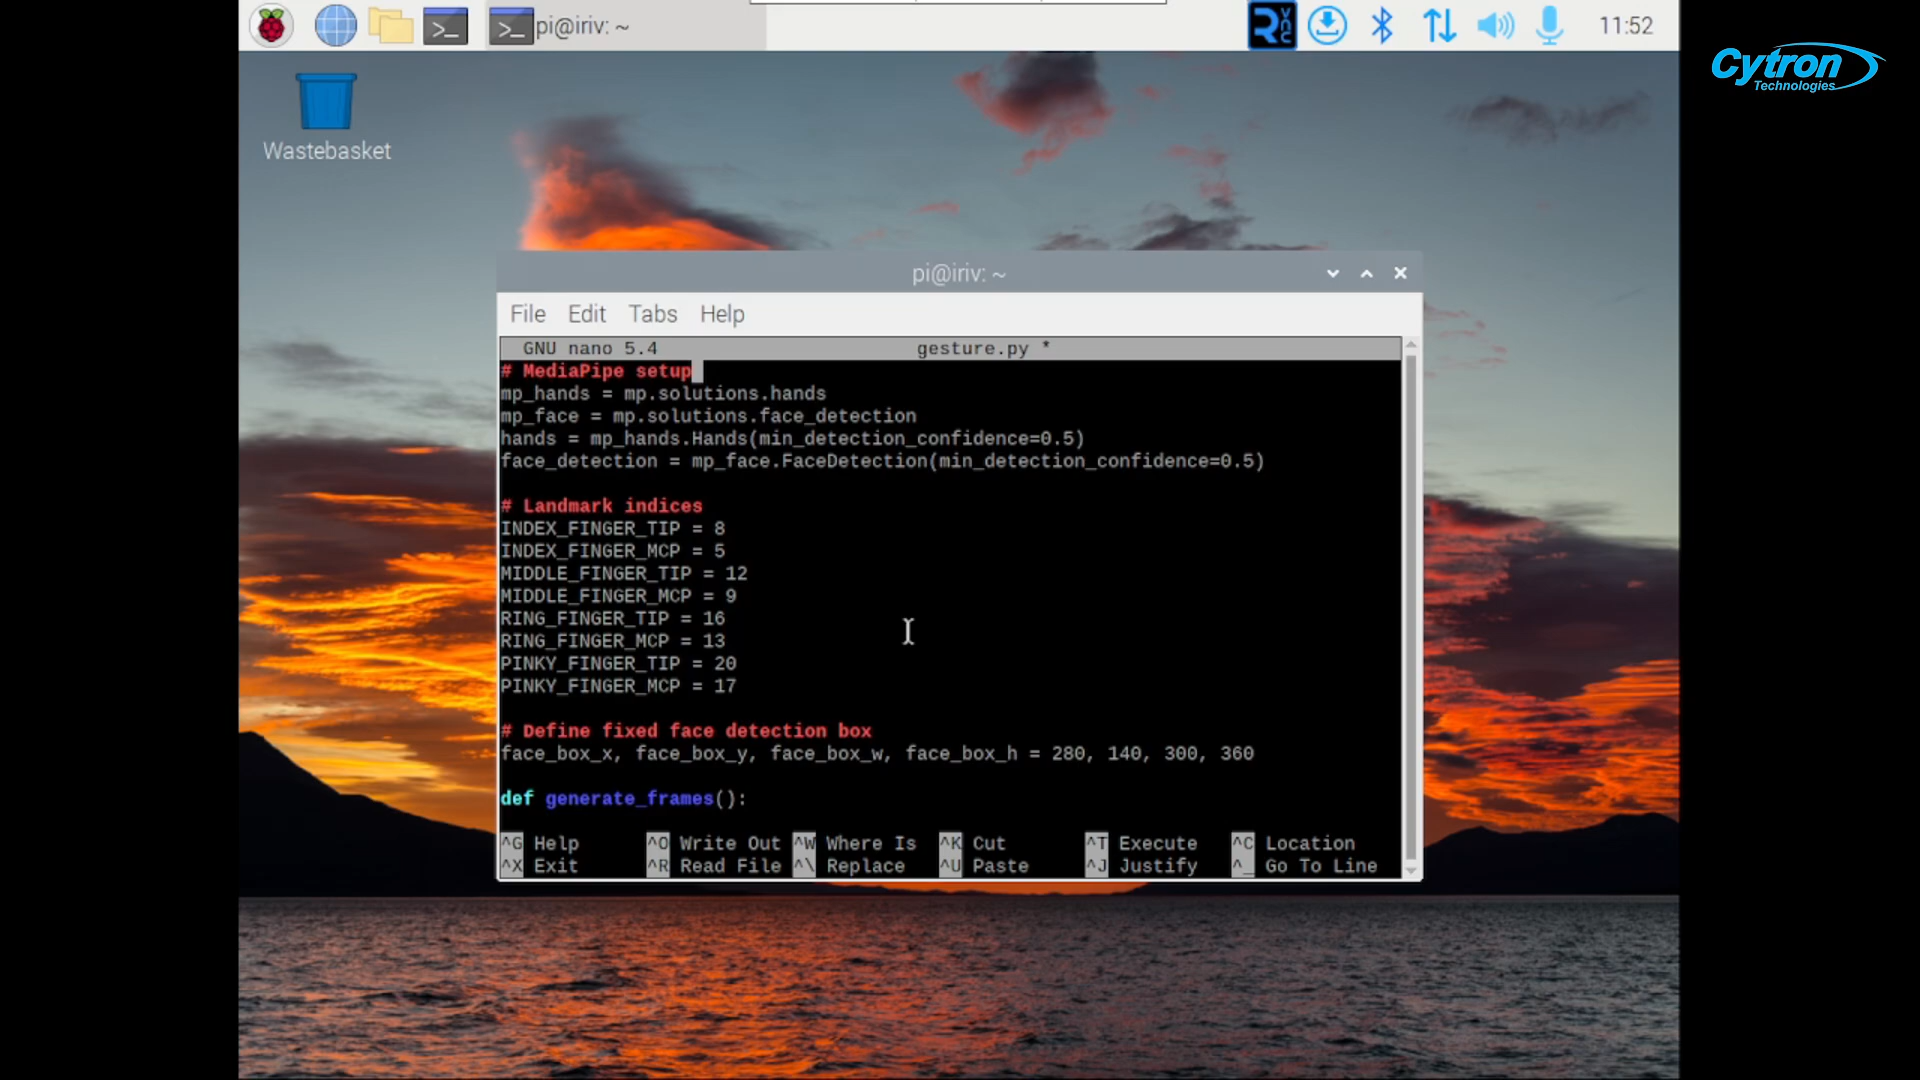 pi@iriv: ~
VNC
11:52
Cytron
Technologies
Wastebasket
pi@iriv: ~
File Edit Tabs Help
GNU nano 5.4 gesture.py *
# MediaPipe setup
mp_hands = mp.solutions.hands
mp_face = mp.solutions.face_detection
hands = mp_hands.Hands(min_detection_confidence=0.5)
face_detection = mp_face.FaceDetection(min_detection_confidence=0.5)
# Landmark indices
INDEX_FINGER_TIP = 8
INDEX_FINGER_MCP = 5
MIDDLE_FINGER_TIP = 12
MIDDLE_FINGER_MCP = 9
RING_FINGER_TIP = 16
RING_FINGER_MCP = 13
PINKY_FINGER_TIP = 20
PINKY_FINGER_MCP = 17
# Define fixed face detection box
face_box_x, face_box_y, face_box_w, face_box_h = 280, 140, 300, 360
def generate_frames():
^G Help ^O Write Out ^W Where Is ^K Cut ^T Execute ^C Location
^X Exit ^R Read File ^\ Replace ^U Paste ^J Justify ^_ Go To Line